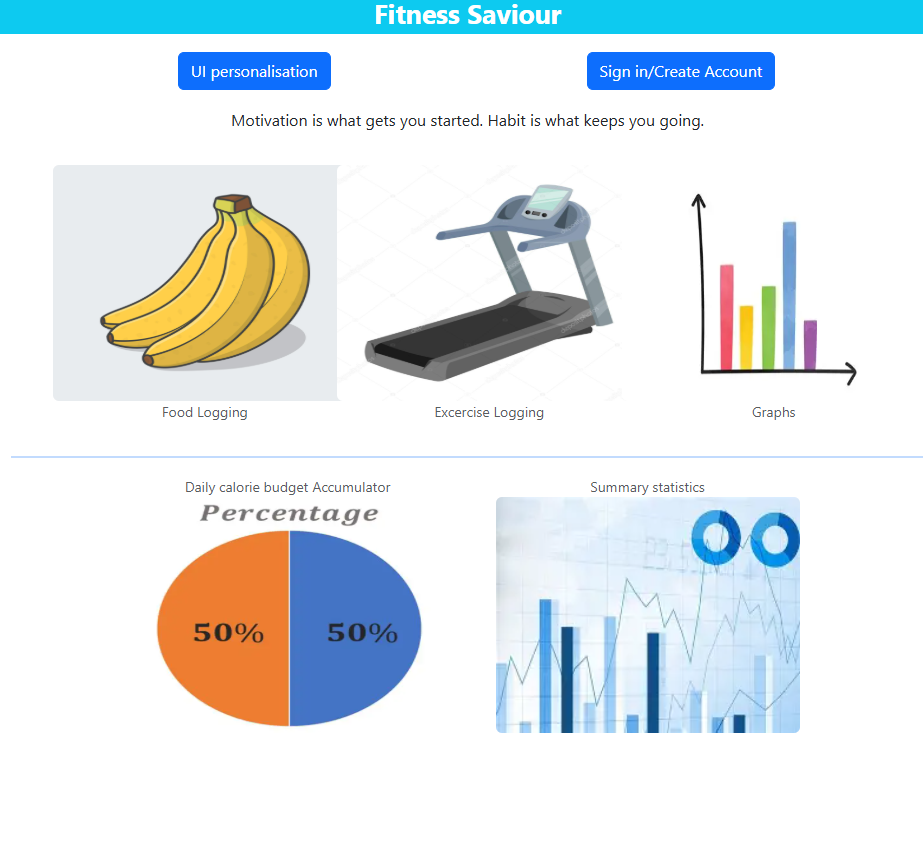 Fitness Saviour
UI personalisation
Sign in/Create Account
Motivation is what gets you started. Habit is what keeps you going.
Food Logging
Excercise Logging
Graphs
Daily calorie budget Accumulator
Summary statistics
Percentage
50%
50%